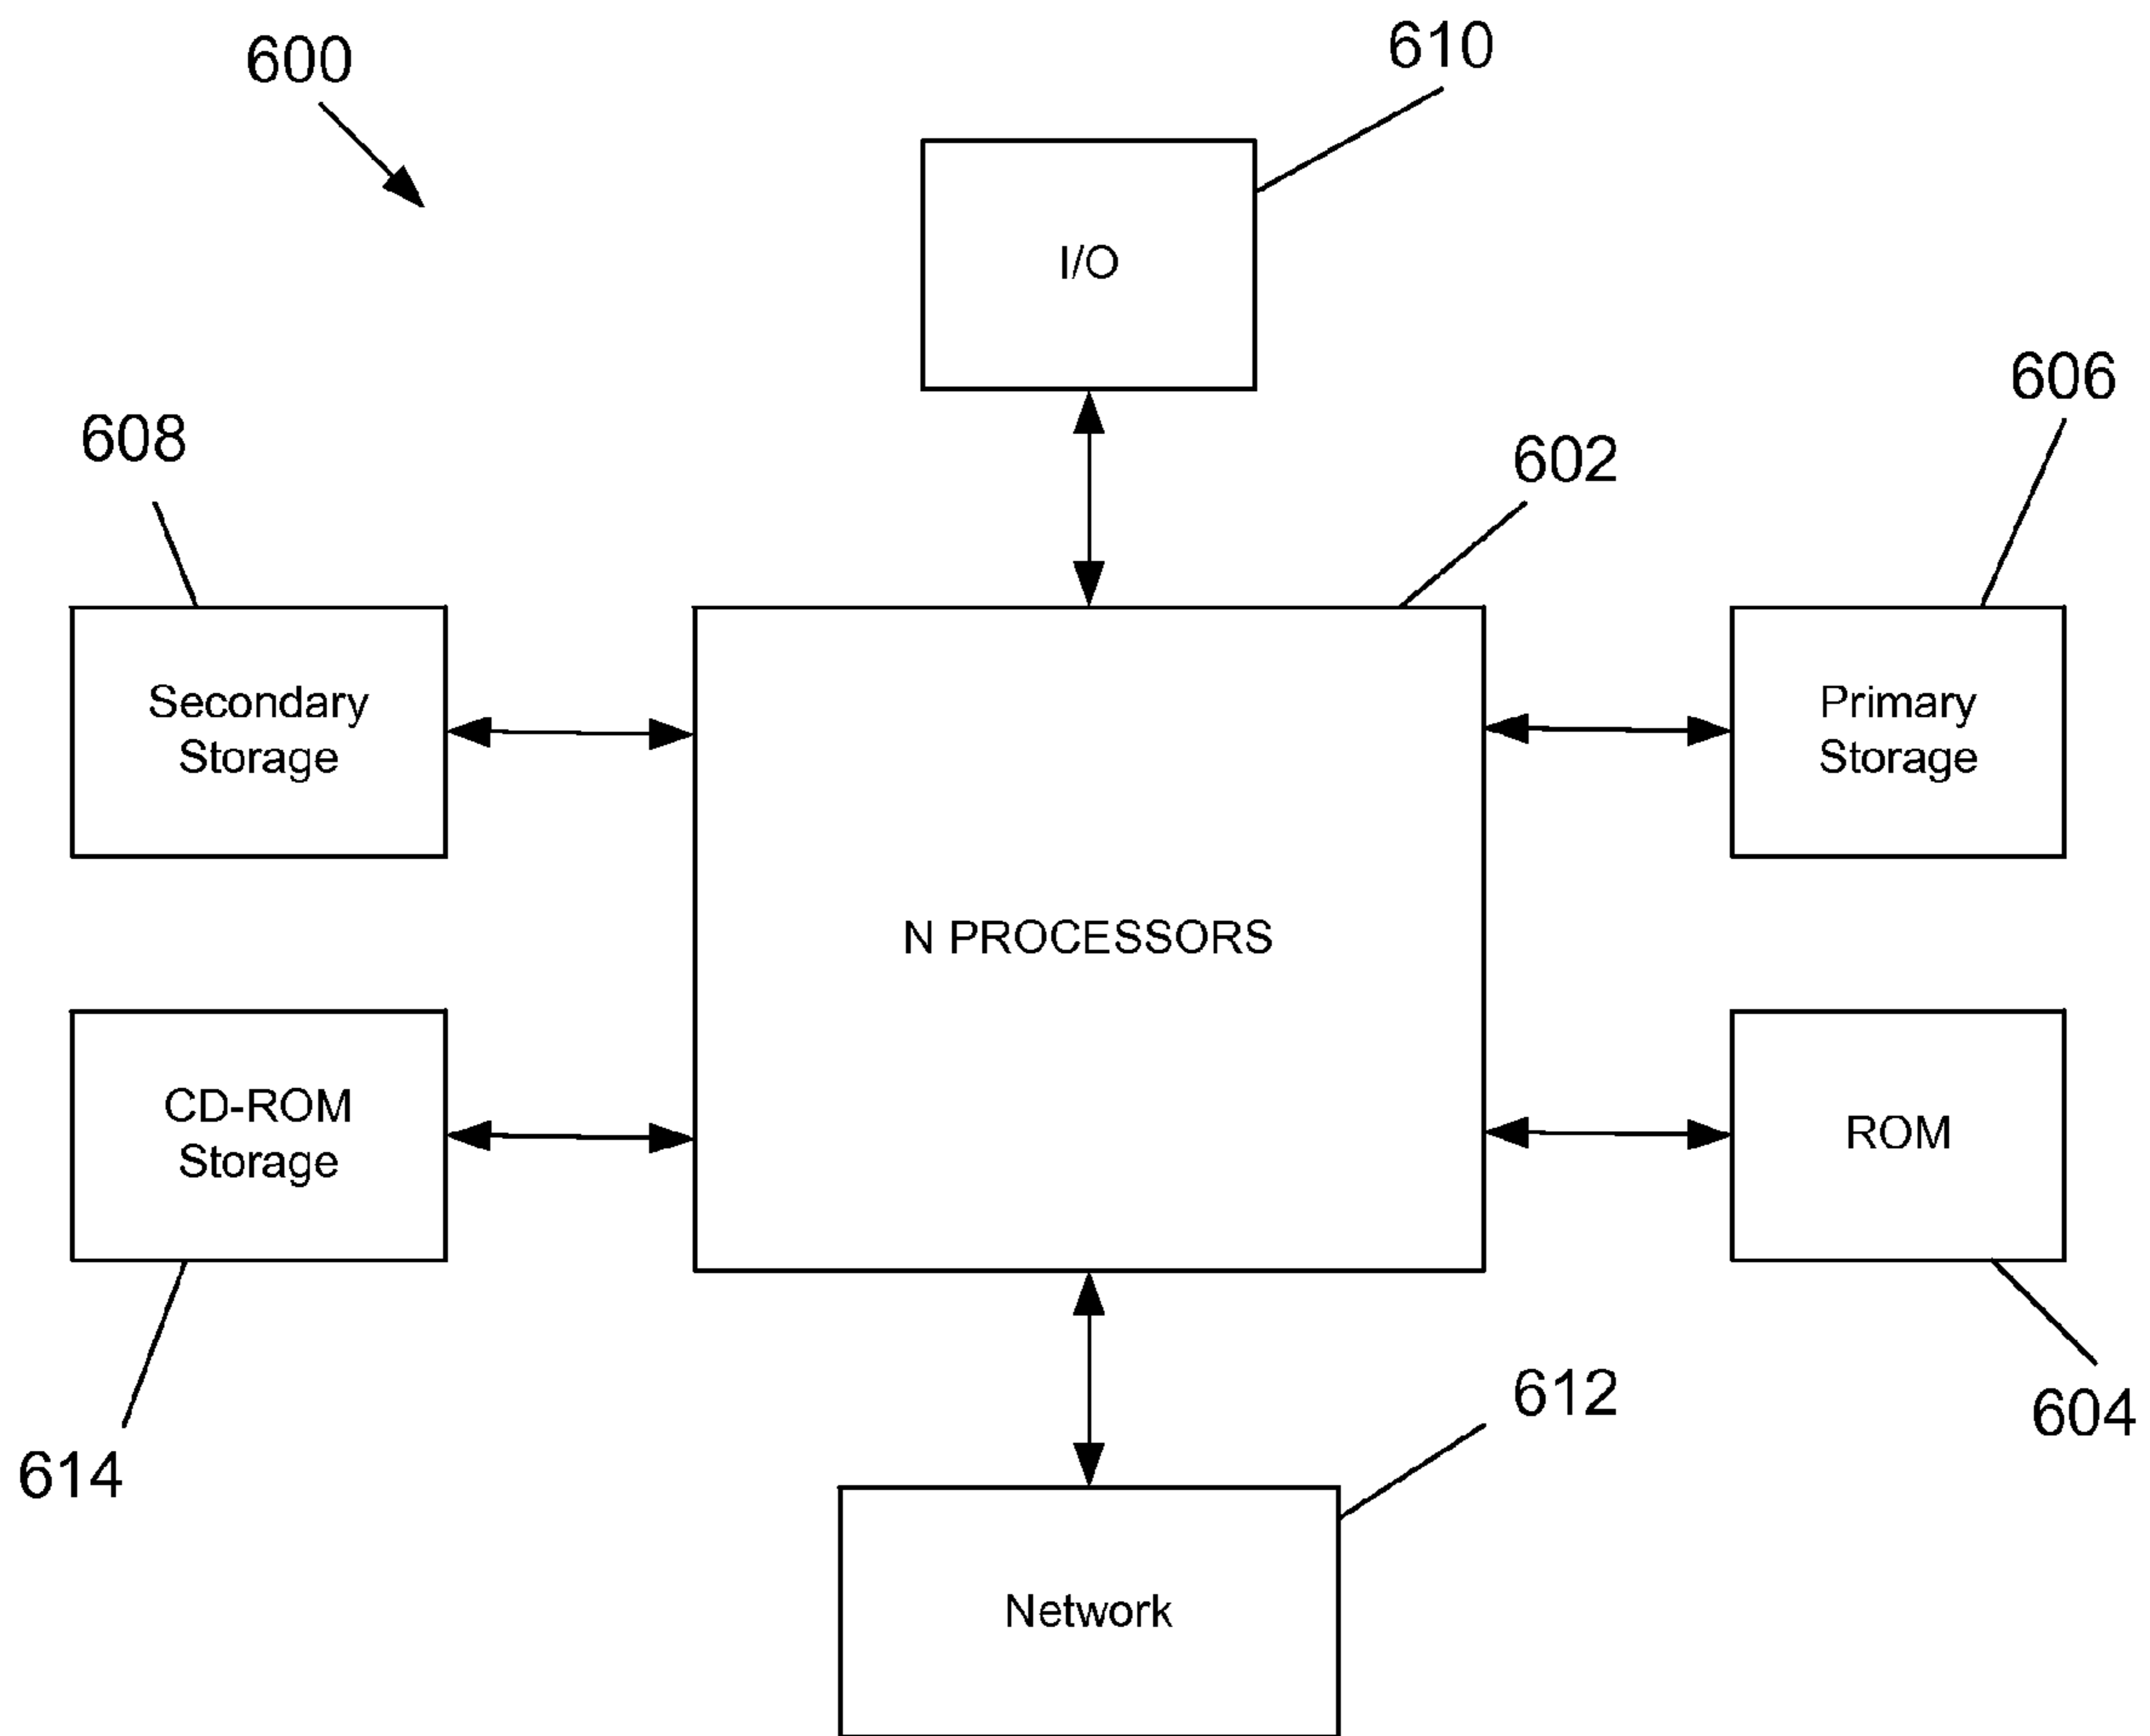 600
610
I/O
606
608
602
Secondary
Storage
Primary
Storage
N PROCESSORS
CD-ROM
Storage
ROM
612
604
614
Network